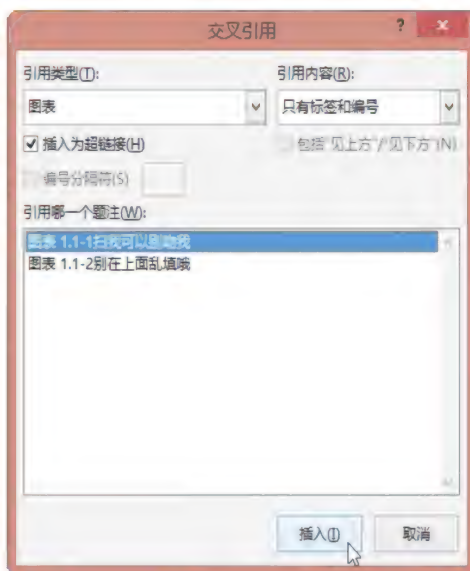 交叉引用
引用类型(T):
引用内容(R):
图表
只有标签和编号
插入为超链接(H)
包括"见上方"/"见下方"(N)
编号分隔符(S)
引用哪一个题注(W):
图表 1.1-1扫我可以别吻我
图表 1.1-2别在上面乱填哦
插入(I)
取消